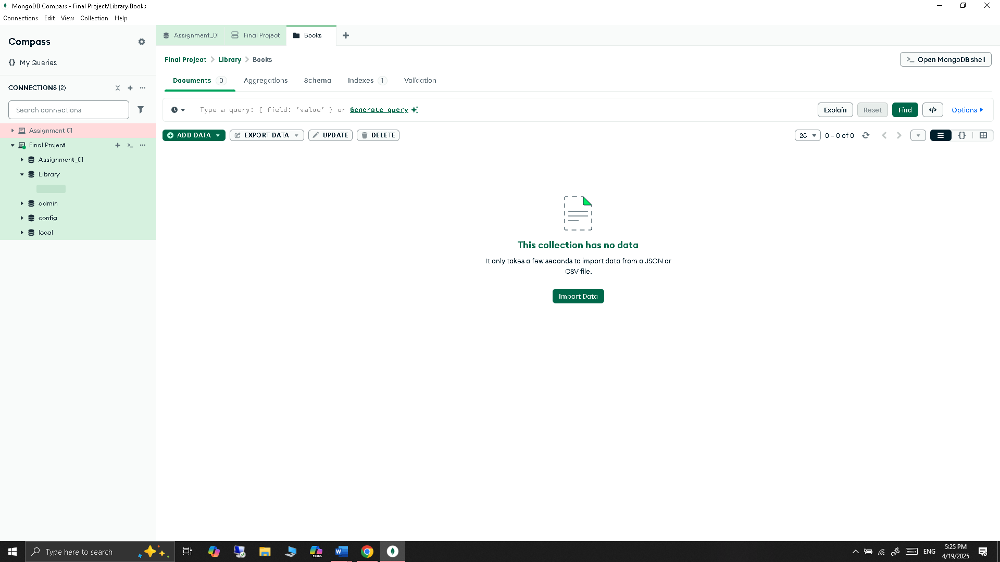 MongoDB Compass - Final Project/Library.Books
Connections Edit View Collection Help
Compass
{} My Queries
CONNECTIONS (2)
Search connections
Assignment 01
Final Project
Assignment_01
Library
admin
config
local
Assignment_01 Final Project Books
Final Project > Library > Books
Open MongoDB shell
Documents 0 Aggregations Schema Indexes 1 Validation
Type a query: { field: 'value' } or Generate query
Explain Reset Find </> Options
ADD DATA EXPORT DATA UPDATE DELETE
25 0 – 0 of 0 {}
This collection has no data
It only takes a few seconds to import data from a JSON or
CSV file.
Import Data
Type here to search
M365
ENG
5:25 PM
4/19/2025